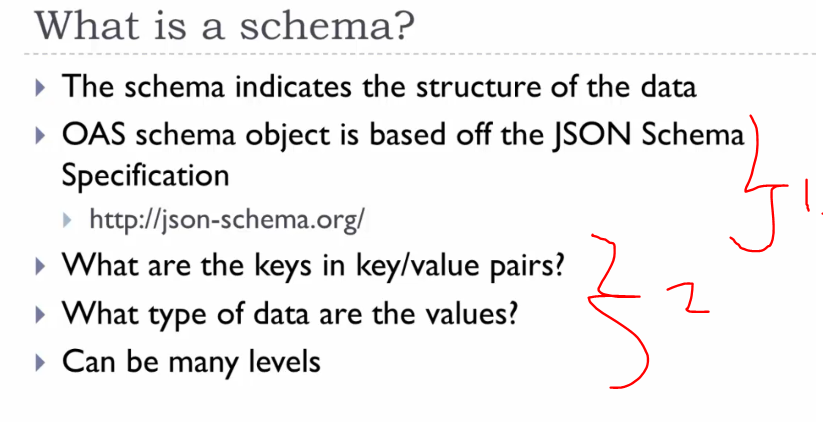 What is a schema?
The schema indicates the structure of the data
OAS schema object is based off the JSON Schema
Specification
http://json-schema.org/
1.
What are the keys in key/value pairs?
What type of data are the values?
2
Can be many levels